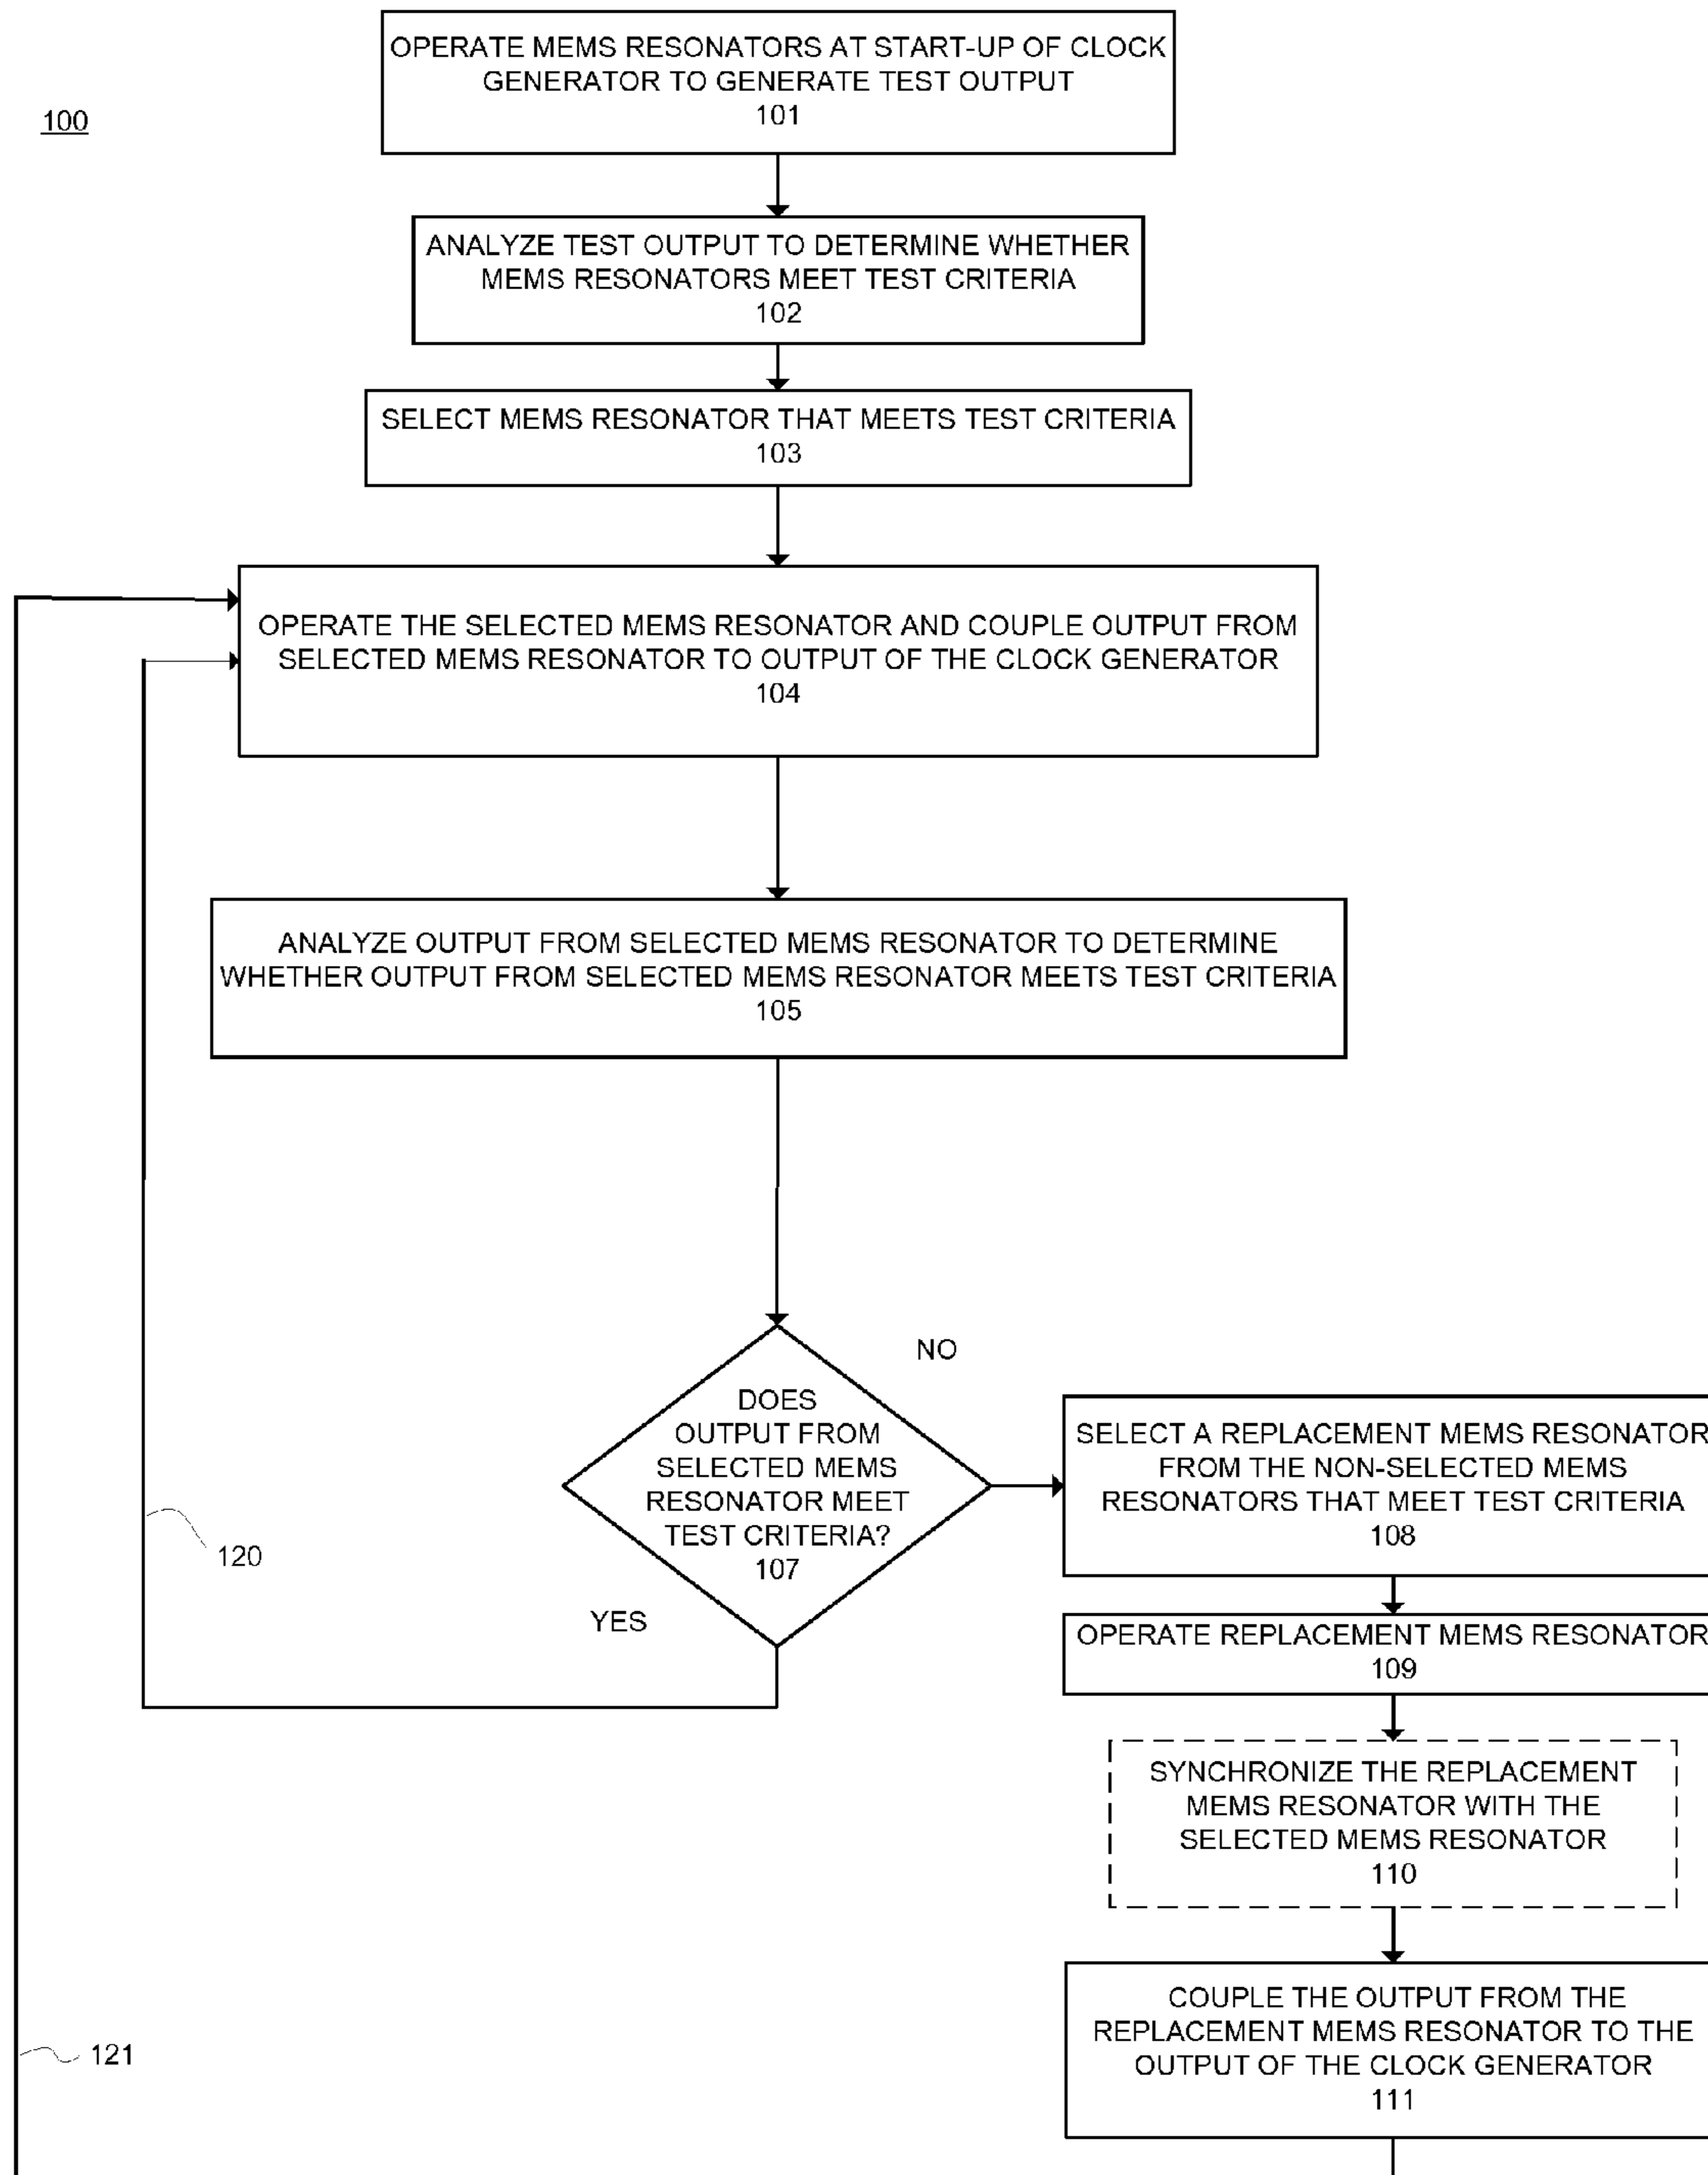 100
OPERATE MEMS RESONATORS AT START-UP OF CLOCK
GENERATOR TO GENERATE TEST OUTPUT
101
ANALYZE TEST OUTPUT TO DETERMINE WHETHER
MEMS RESONATORS MEET TEST CRITERIA
102
SELECT MEMS RESONATOR THAT MEETS TEST CRITERIA
103
OPERATE THE SELECTED MEMS RESONATOR AND COUPLE OUTPUT FROM
SELECTED MEMS RESONATOR TO OUTPUT OF THE CLOCK GENERATOR
104
ANALYZE OUTPUT FROM SELECTED MEMS RESONATOR TO DETERMINE
WHETHER OUTPUT FROM SELECTED MEMS RESONATOR MEETS TEST CRITERIA
105
DOES
OUTPUT FROM
SELECTED MEMS
RESONATOR MEET
TEST CRITERIA?
107
NO
YES
120
SELECT A REPLACEMENT MEMS RESONATOR
FROM THE NON-SELECTED MEMS
RESONATORS THAT MEET TEST CRITERIA
108
OPERATE REPLACEMENT MEMS RESONATOR
109
SYNCHRONIZE THE REPLACEMENT
MEMS RESONATOR WITH THE
SELECTED MEMS RESONATOR
110
COUPLE THE OUTPUT FROM THE
REPLACEMENT MEMS RESONATOR TO THE
OUTPUT OF THE CLOCK GENERATOR
111
121